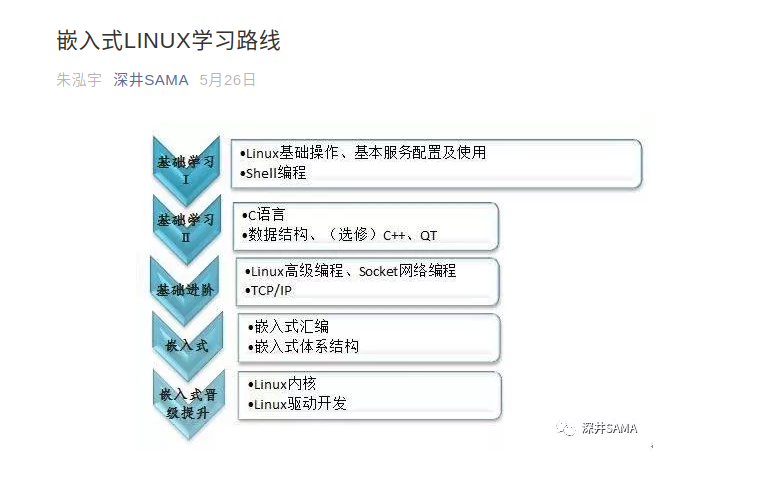 嵌入式LINUX学习路线
朱泓宇 深井SAMA 5月26日
基础学习
I
•Linux基础操作、基本服务配置及使用
•Shell编程
基础学习
II
•C语言
•数据结构、（选修）C++、QT
基础进阶
•Linux高级编程、Socket网络编程
•TCP/IP
嵌入式
•嵌入式汇编
•嵌入式体系结构
嵌入式晋
级提升
•Linux内核
•Linux驱动开发
深井SAMA